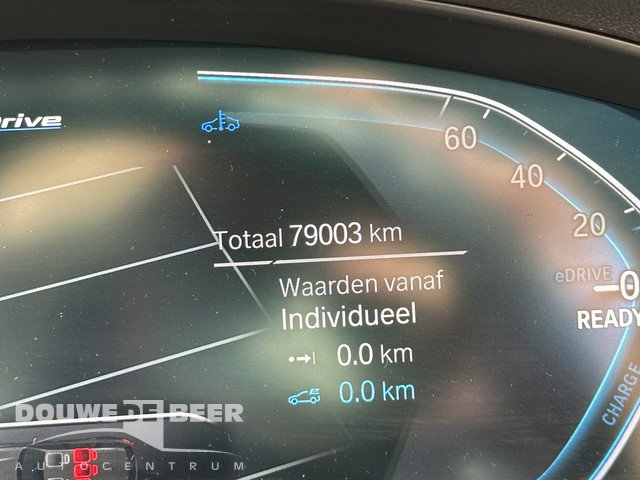 Drive
60
40
Totaal 79003 km
20
Waarden vanaf
eDRIVE
Individueel
READY
0.0 km
0.0 km
CHARGE
DOUWE DE BEER
AUTOCENTRUM